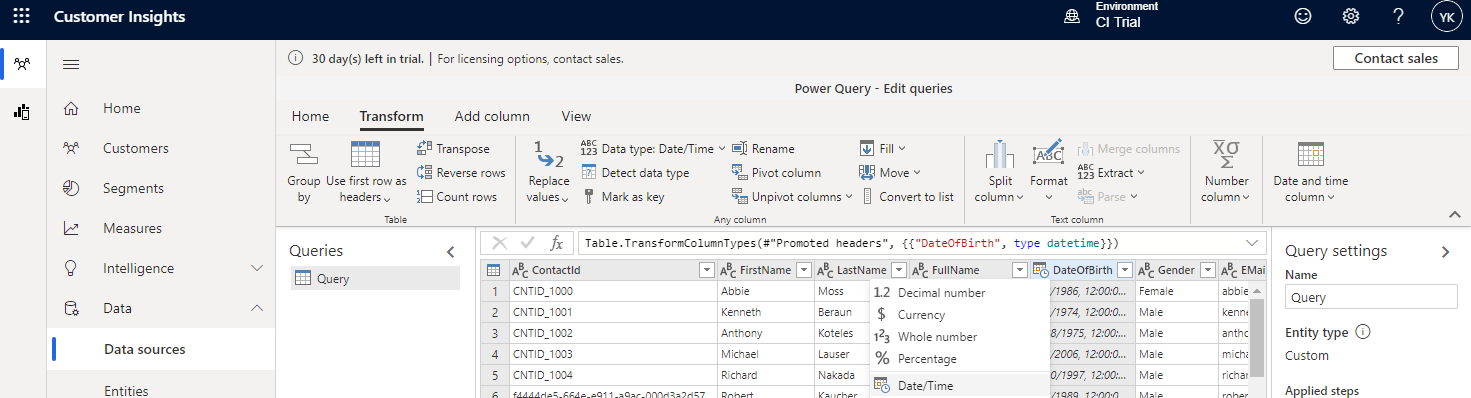 Customer Insights
Environment
CI Trial
YK
30 day(s) left in trail. | For licensing options, contact sales.
Contact sales
Power Query - Edit queries
Home
Customers
Segments
Measures
Intelligence
Data
Data sources
Entities
Home Transform Add column View
Group by
Use first row as headers
Transpose
Reverse rows
Count rows
Table
Replace values
Data type: Date/Time
Detect data type
Mark as key
Rename
Pivot column
Unpivot columns
Fill
Move
Convert to list
Any column
Split column
Format
Merge columns
Extract
Parse
Text column
Number column
Date and time column
Queries
Query
Table.TransformColumnTypes(#"Promoted headers", {{"DateOfBirth", type datetime}})
ContactId FirstName LastName FullName DateOfBirth Gender EMai
1 CNTID_1000 Abbie Moss /1986, 12:00:0... Female abbie
2 CNTID_1001 Kenneth Beraun /1974, 12:00:0... Male kenne
3 CNTID_1002 Anthony Koteles 8/1975, 12:00:... Male antho
4 CNTID_1003 Michael Lauser /2006, 12:00:0... Male micha
5 CNTID_1004 Richard Nakada 0/1997, 12:00:... Male richar
6 f4444de5-664e-e911-a9ac-000d3a2d57 Robert Kaucher /1989, 12:00:0... Male rober
1.2 Decimal number
$ Currency
123 Whole number
% Percentage
Date/Time
Query settings
Name
Query
Entity type
Custom
Applied steps